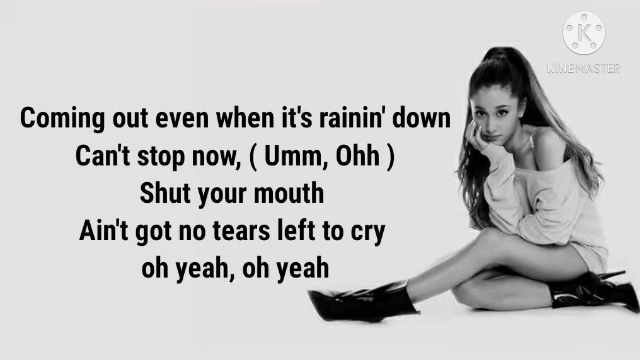 KINEMASTER
Coming out even when it's rainin' down
Can't stop now, ( Umm, Ohh )
Shut your mouth
Ain't got no tears left to cry
oh yeah, oh yeah